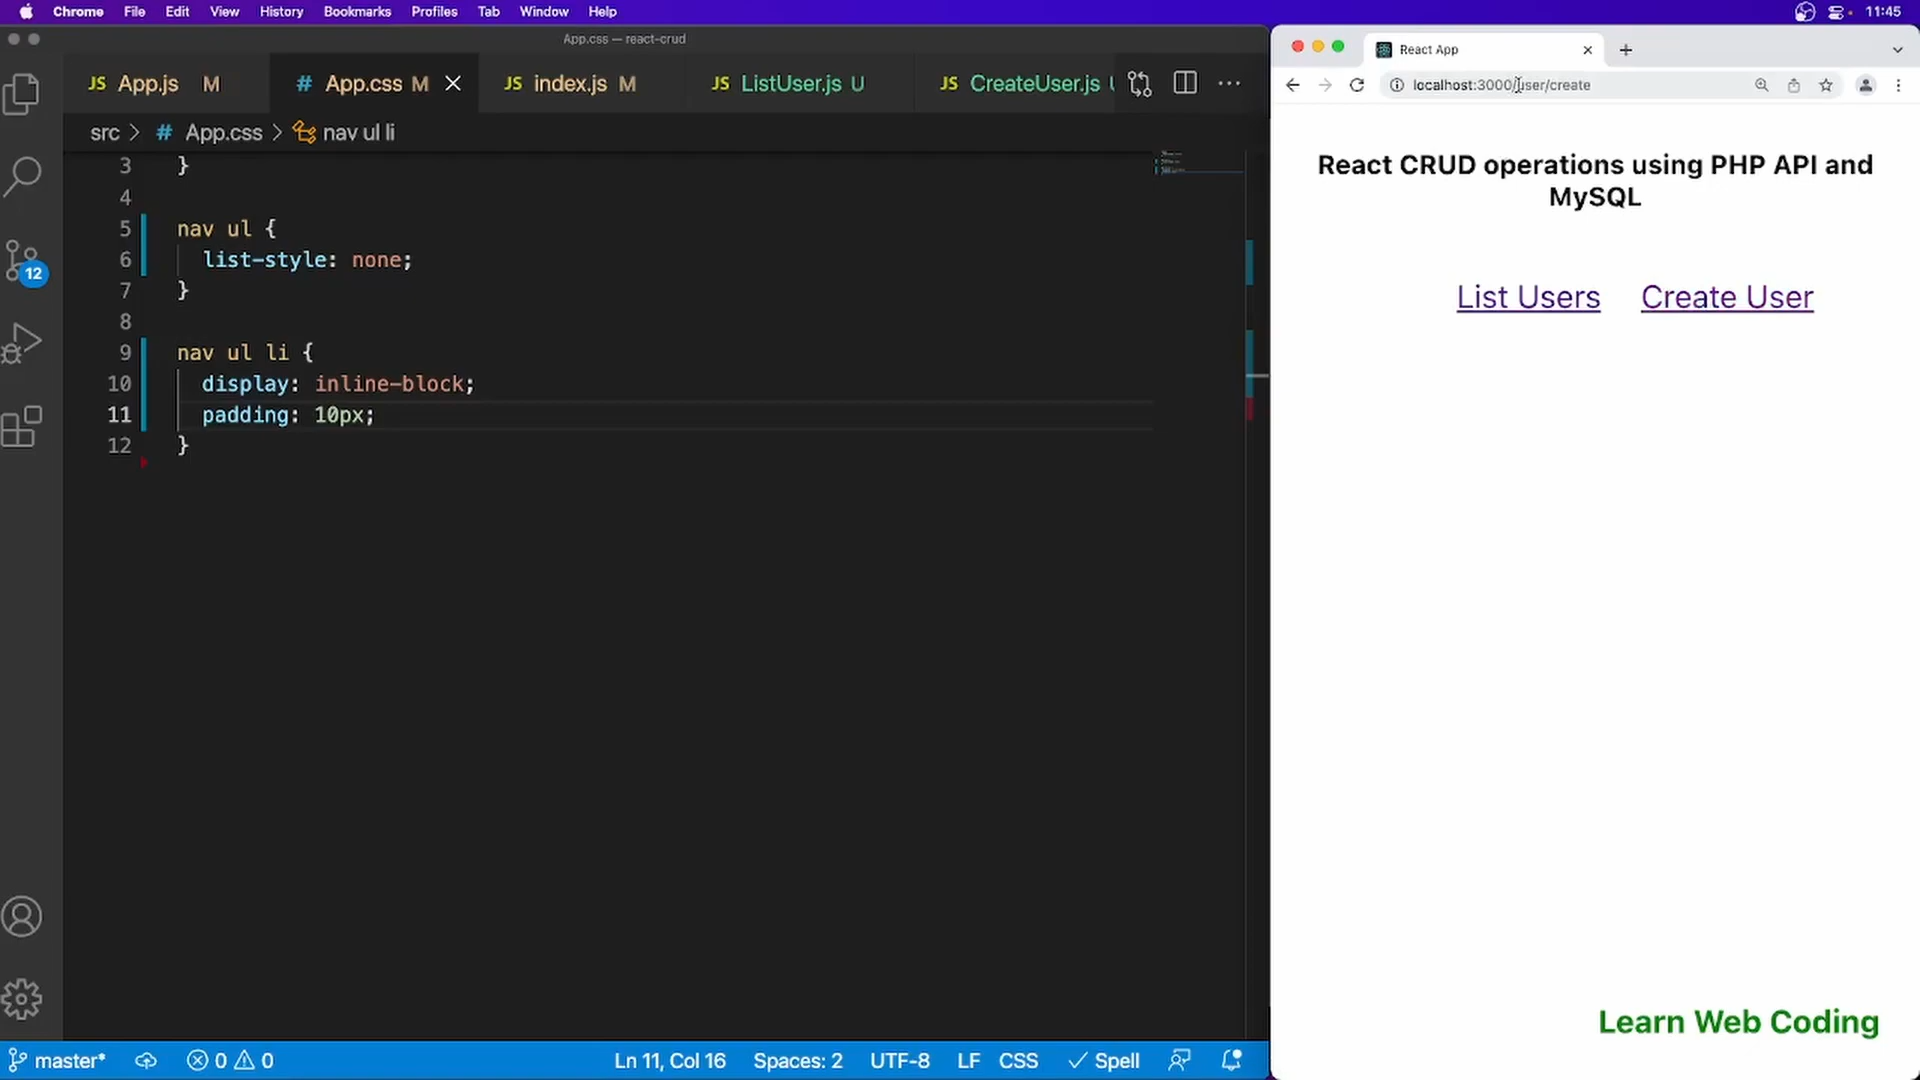 Chrome File Edit View History Bookmarks Profiles Tab Window Help 11:45
App.css — react-crud
JS App.js M # App.css M JS index.js M JS ListUser.js U JS CreateUser.js
src > # App.css > nav ul li
3 }
4
5 nav ul {
6 list-style: none;
7 }
8
9 nav ul li {
10 display: inline-block;
11 padding: 10px;
12 }
12
master* 0 0 Ln 11, Col 16 Spaces: 2 UTF-8 LF CSS Spell
React App
localhost:3000/user/create
React CRUD operations using PHP API and
MySQL
List Users Create User
Learn Web Coding